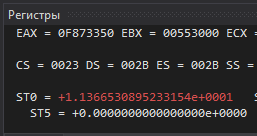 Регистры
EAX = 0F873350 EBX = 00553000 ECX =
CS = 0023 DS = 002B ES = 002B SS =
ST0 = +1.1366530895233154e+0001
ST5 = +0.0000000000000000e+0000